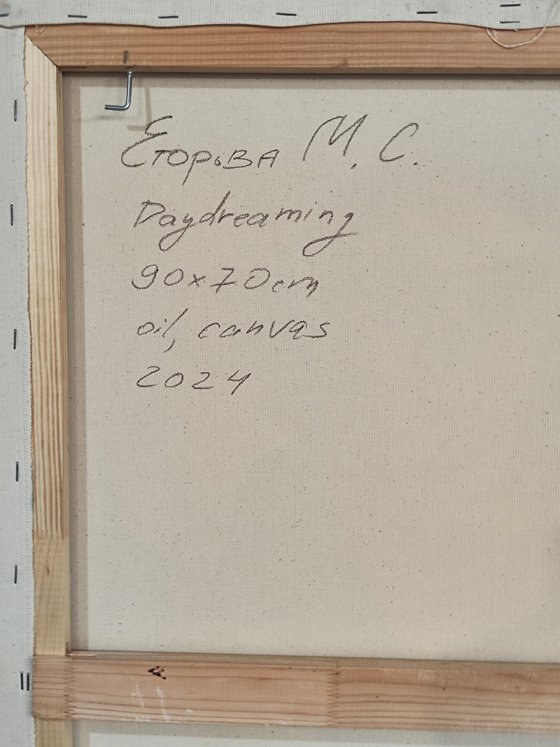 Егорова М. С.
Daydreaming
90x70cm
oil, canvas
2024